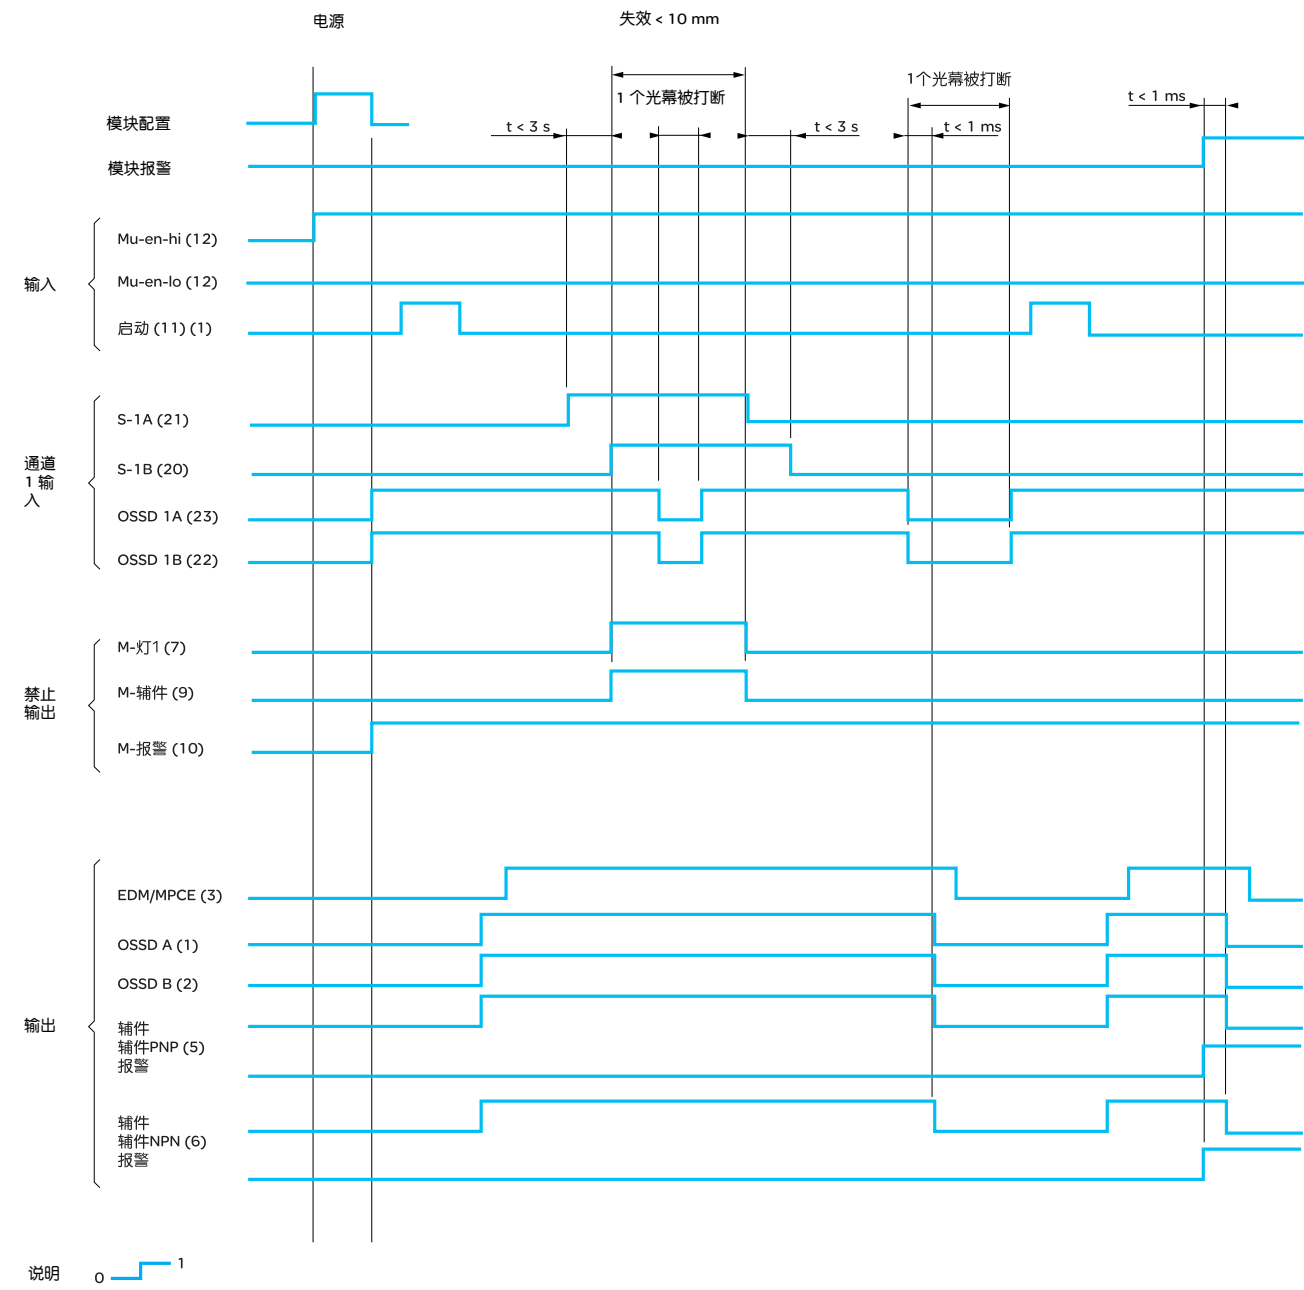 电源
失效 < 10 mm
1个光幕被打断
1 个光幕被打断
t < 1 ms
t < 3 s
t < 3 s
t < 1 ms
模块配置
模块报警
输入
Mu-en-hi (12)
Mu-en-lo (12)
启动 (11) (1)
通道
1 输
入
S-1A (21)
S-1B (20)
OSSD 1A (23)
OSSD 1B (22)
禁止
输出
M-灯1 (7)
M-辅件 (9)
M-报警 (10)
输出
EDM/MPCE (3)
OSSD A (1)
OSSD B (2)
辅件
辅件PNP (5)
报警
辅件
辅件NPN (6)
报警
说明
0
1